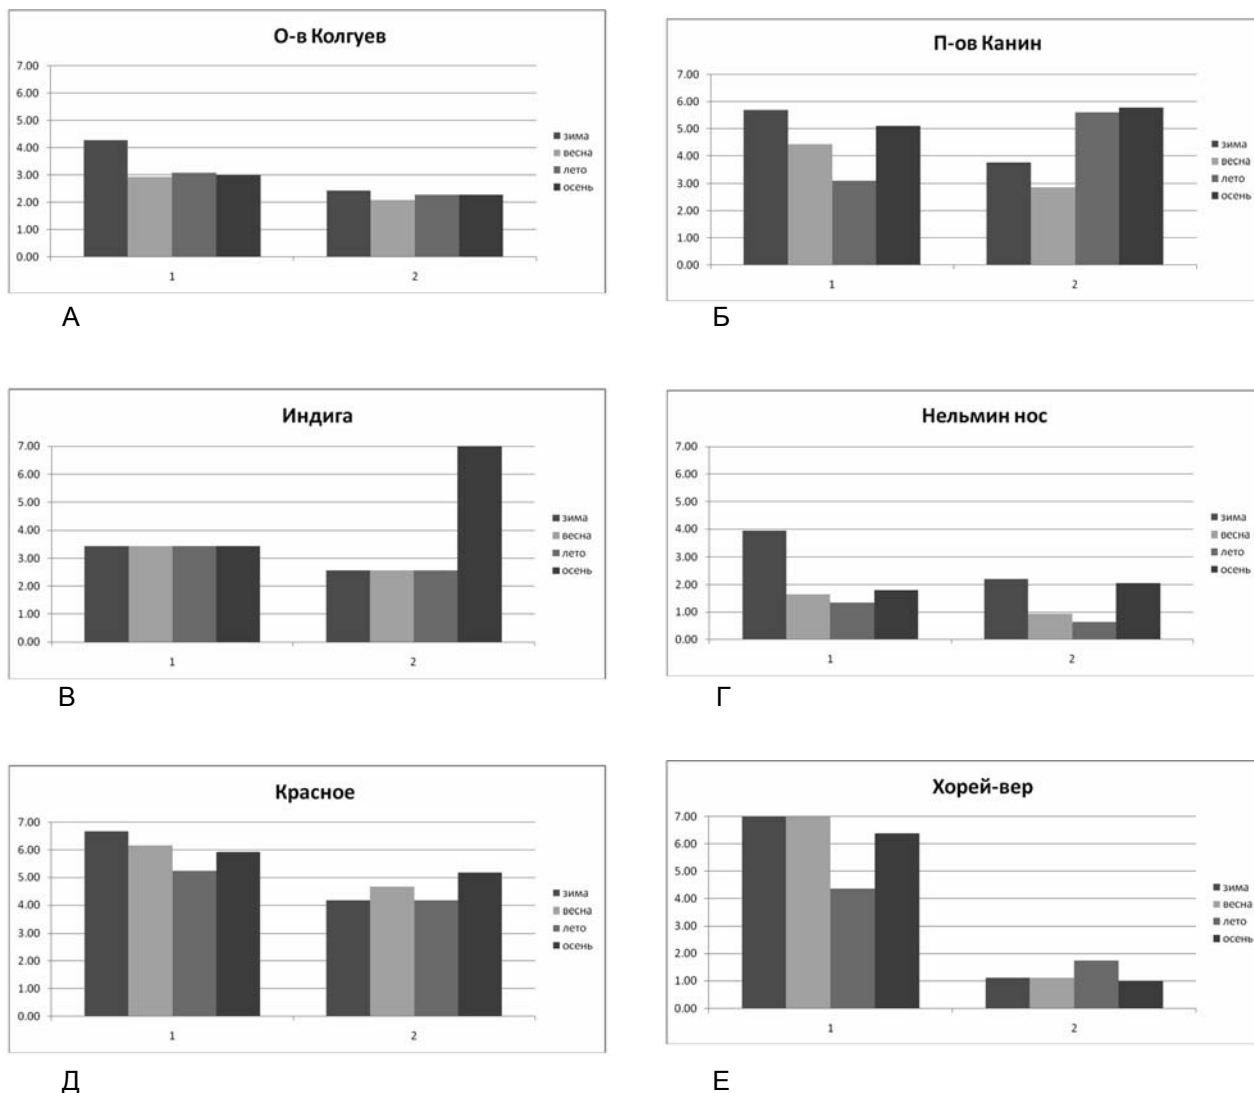 О-в Колгуев
7.00
6.00
5.00
4.00
3.00
2.00
1.00
0.00
1
2
зима
весна
лето
осень
А
П-ов Канин
7.00
6.00
5.00
4.00
3.00
2.00
1.00
0.00
1
2
зима
весна
лето
осень
Б
Индига
7.00
6.00
5.00
4.00
3.00
2.00
1.00
0.00
1
2
зима
весна
лето
осень
В
Нельмин нос
7.00
6.00
5.00
4.00
3.00
2.00
1.00
0.00
1
2
зима
весна
лето
осень
Г
Красное
7.00
6.00
5.00
4.00
3.00
2.00
1.00
0.00
1
2
зима
весна
лето
осень
Д
Хорей-вер
7.00
6.00
5.00
4.00
3.00
2.00
1.00
0.00
1
2
зима
весна
лето
осень
Е